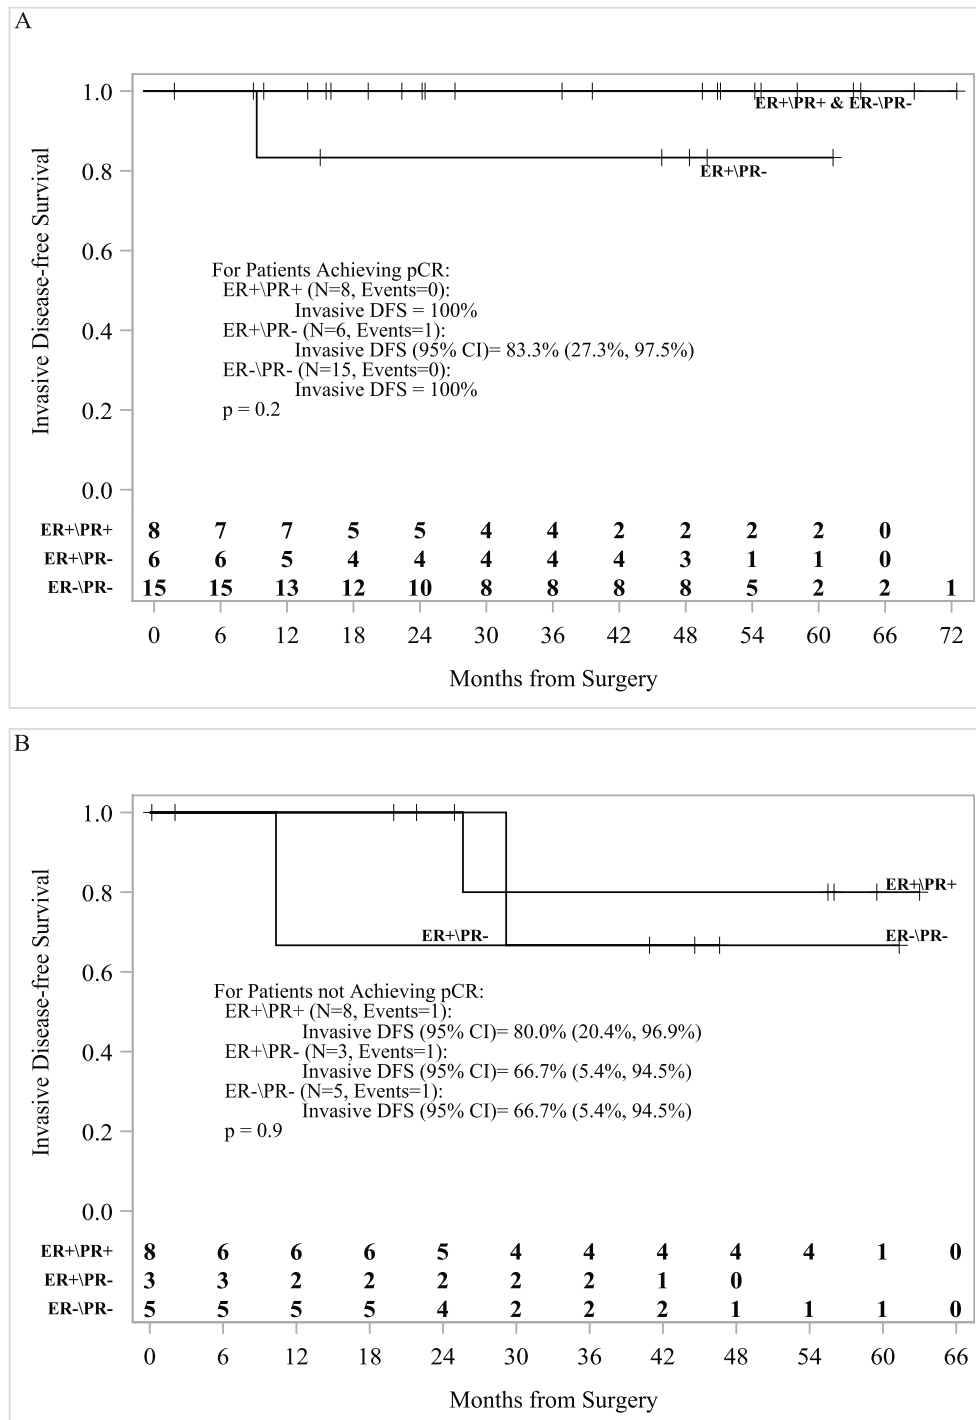 A
1.0
ER+\PR+ & ER-\PR-
0.8
ER+\PR-
0.6
0.4
0.2
0.0
Invasive Disease-free Survival
For Patients Achieving pCR:
ER+\PR+ (N=8, Events=0):
Invasive DFS = 100%
ER+\PR- (N=6, Events=1):
Invasive DFS (95% CI)= 83.3% (27.3%, 97.5%)
ER-\PR- (N=15, Events=0):
Invasive DFS = 100%
p = 0.2
ER+\PR+ 8 7 7 5 5 4 4 2 2 2 2 0
ER+\PR- 6 6 5 4 4 4 4 4 3 1 1 0
ER-\PR- 15 15 13 12 10 8 8 8 8 5 2 2 1
0 6 12 18 24 30 36 42 48 54 60 66 72
Months from Surgery
B
1.0
0.8
ER+\PR+
ER+\PR-
ER-\PR-
0.6
0.4
0.2
0.0
Invasive Disease-free Survival
For Patients not Achieving pCR:
ER+\PR+ (N=8, Events=1):
Invasive DFS (95% CI)= 80.0% (20.4%, 96.9%)
ER+\PR- (N=3, Events=1):
Invasive DFS (95% CI)= 66.7% (5.4%, 94.5%)
ER-\PR- (N=5, Events=1):
Invasive DFS (95% CI)= 66.7% (5.4%, 94.5%)
p = 0.9
ER+\PR+ 8 6 6 6 5 4 4 4 4 4 1 0
ER+\PR- 3 3 2 2 2 2 2 1 0
ER-\PR- 5 5 5 5 4 2 2 2 1 1 1 0
0 6 12 18 24 30 36 42 48 54 60 66
Months from Surgery